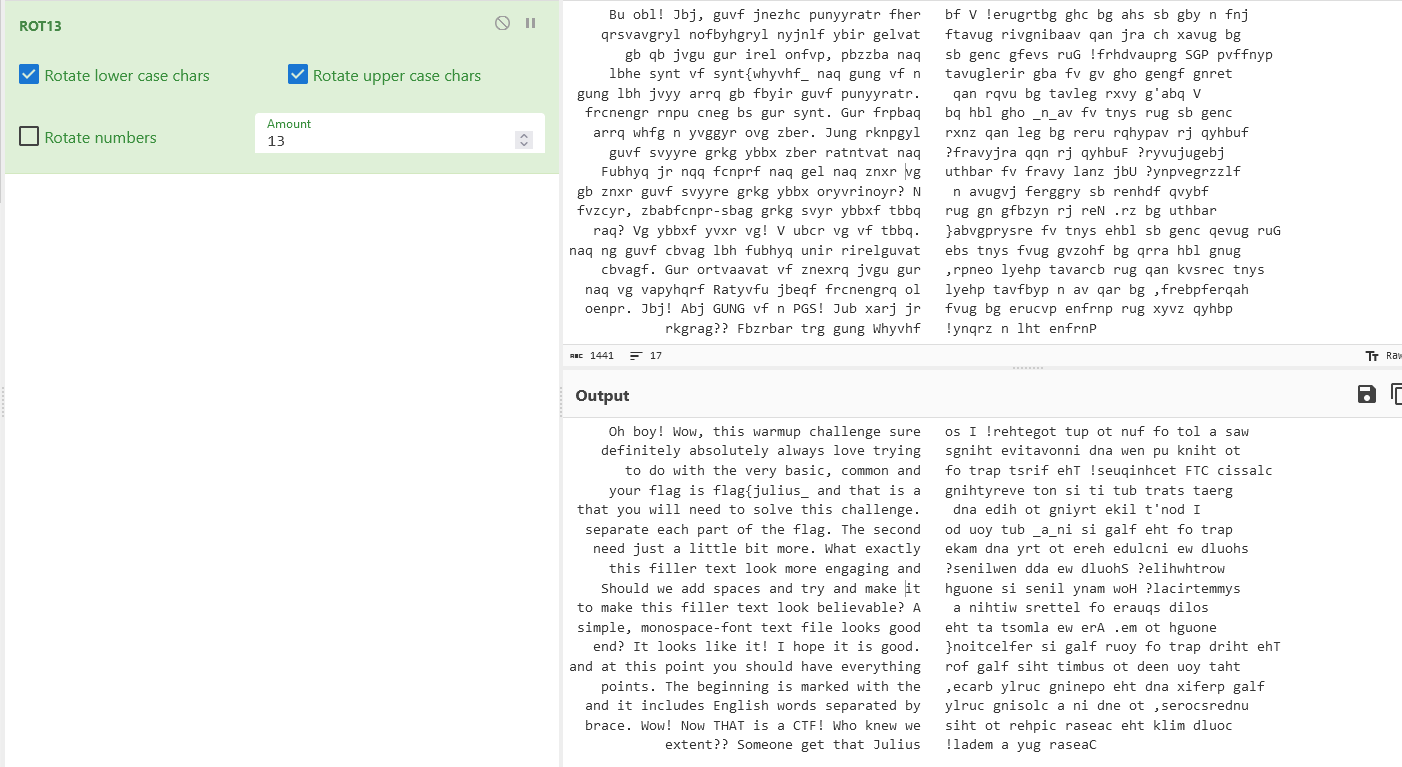 ROT13
Rotate lower case chars
Rotate upper case chars
Rotate numbers
Amount
13
Bu obl! Jbj, guvf jnezhc punyyratr fher bf V !erugrtbg ghc bg ahs sb gby n fnj
qrsvavgryl nofbyhgryl nyjnlf ybir gelvat ftavug rivgnibaav qan jra ch xavug bg
gb qb jvgu gur irel onfvp, pbzzba naq sb genc gfevs ruG !frhdvauprg SGP pvffnyp
lbhe synt vf synt{whyvhf_ naq gung vf n tavuglerir gba fv gv gho gengf gnret
gung lbh jvyy arrq gb fbyir guvf punyyratr. qan rqvu bg tavleg rxvy g'abq V
frcnengr rnpu cneg bs gur synt. Gur frpbaq bq hbl gho _n_av fv tnys rug sb genc
arrq whfg n yvggyr ovg zber. Jung rknpgyl rxnz qan leg bg reru rqhypav rj qyhbuf
guvf svyyre grkg ybbx zber ratntvat naq ?fravyjra qqn rj qyhbuF ?ryvujugebj
Fubhyq jr nqq fcnprf naq gel naq znxr vg uthbar fv fravy lanz jbU ?ynpvegrzzlf
gb znxr guvf svyyre grkg ybbx oryvrinoyr? N n avugvj ferggry sb renhdf qvybf
fvzcyr, zbabfcnpr-sbag grkg svyr ybbxf tbbq rug gn gfbzyn rj reN .rz bg uthbar
raq? Vg ybbxf yvxr vg! V ubcr vg vf tbbq. }abvgprysre fv tnys ehbl sb genc qevug ruG
naq ng guvf cbvag lbh fubhyq unir rirelguvat ebs tnys fvug gvzohf bg qrra hbl gnug
cbvagf. Gur ortvaavat vf znexrq jvgu gur ,rpneo lyehp tavarcb rug qan kvsrec tnys
naq vg vapyhqrf Ratyvfu jbeqf frcnengrq ol lyehp tavfbyp n av qar bg ,frebpferqah
oenpr. Jbj! Abj GUNG vf n PGS! Jub xarj jr fvug bg erucvp enfrnp rug xyvz qyhbp
rkgrag?? Fbzrbar trg gung Whyvhf !ynqrz n lht enfrnP
ABC 1441 17
Tt Raw
Output
Oh boy! Wow, this warmup challenge sure os I !rehtegot tup ot nuf fo tol a saw
definitely absolutely always love trying sgniht evitavonni dna wen pu kniht ot
to do with the very basic, common and fo trap tsrif ehT !seuqinhcet FTC cissalc
your flag is flag{julius_ and that is a gnihtyreve ton si ti tub trats taerg
that you will need to solve this challenge. dna edih ot gniyrt ekil t'nod I
separate each part of the flag. The second od uoy tub _a_ni si galf eht fo trap
need just a little bit more. What exactly ekam dna yrt ot ereh edulcni ew dluohs
this filler text look more engaging and ?senilwen dda ew dluohS ?elihwhtrow
Should we add spaces and try and make it hguone si senil ynam woH ?lacirtemmys
to make this filler text look believable? A a nihtiw srettel fo erauqs dilos
simple, monospace-font text file looks good eht ta tsomla ew erA .em ot hguone
end? It looks like it! I hope it is good. }noitcelfer si galf ruoy fo trap driht ehT
and at this point you should have everything rof galf siht timbus ot deen uoy taht
points. The beginning is marked with the ,ecarb ylruc gninepo eht dna xiferp galf
and it includes English words separated by ylruc gnisolc a ni dne ot ,serocsrednu
brace. Wow! Now THAT is a CTF! Who knew we siht ot rehpic raseac eht klim dluoc
extent?? Someone get that Julius !ladem a yug raseaC